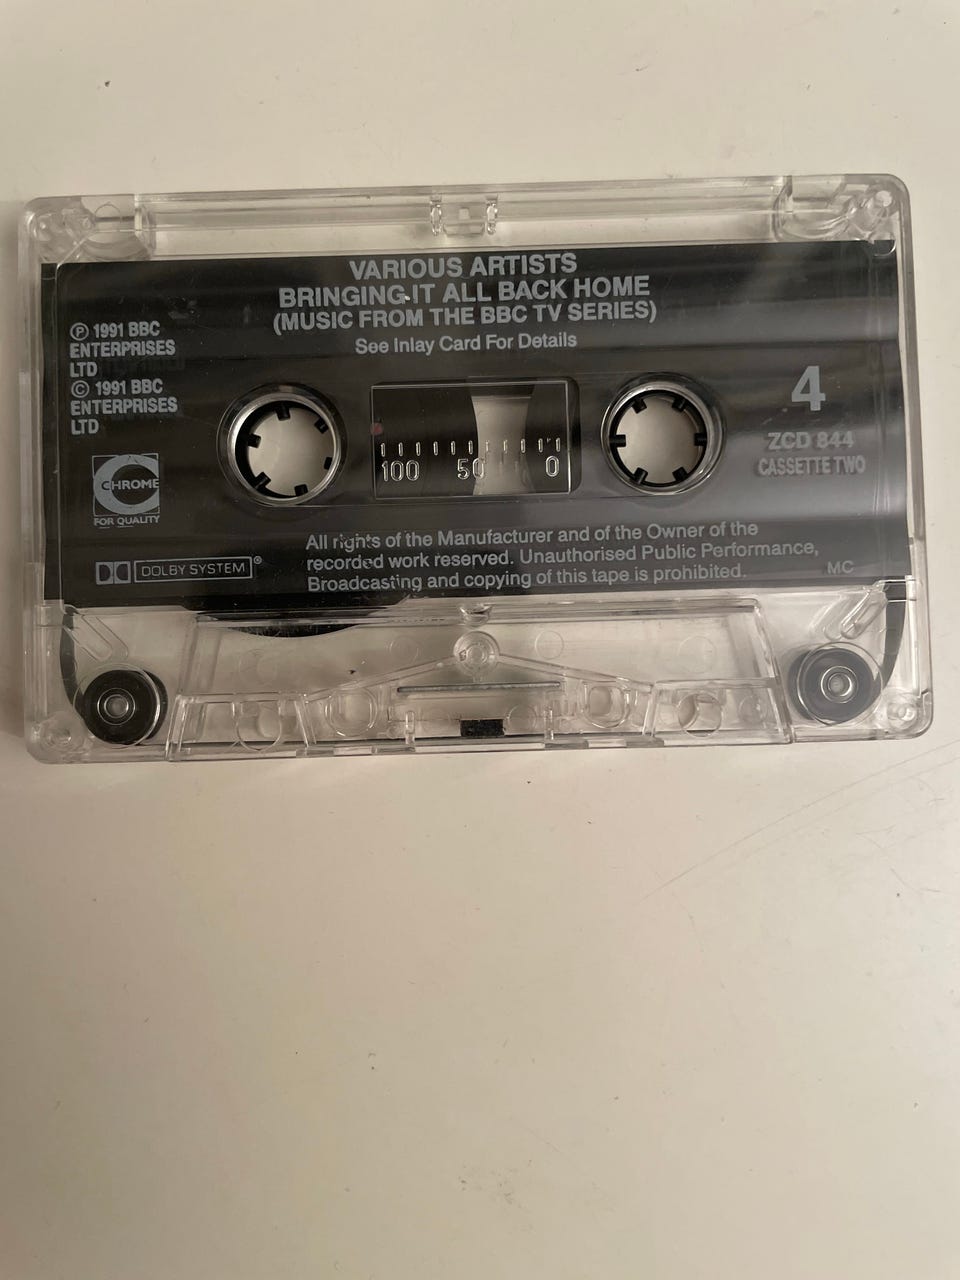 VARIOUS ARTISTS
BRINGING IT ALL BACK HOME
(MUSIC FROM THE BBC TV SERIES)
See Inlay Card For Details
℗ 1991 BBC
ENTERPRISES
LTD
© 1991 BBC
ENTERPRISES
LTD
CHROME
FOR QUALITY
DOLBY SYSTEM®
100 50 0
4
ZCD 844
CASSETTE TWO
All rights of the Manufacturer and of the Owner of the
recorded work reserved. Unauthorised Public Performance,
Broadcasting and copying of this tape is prohibited.
MC